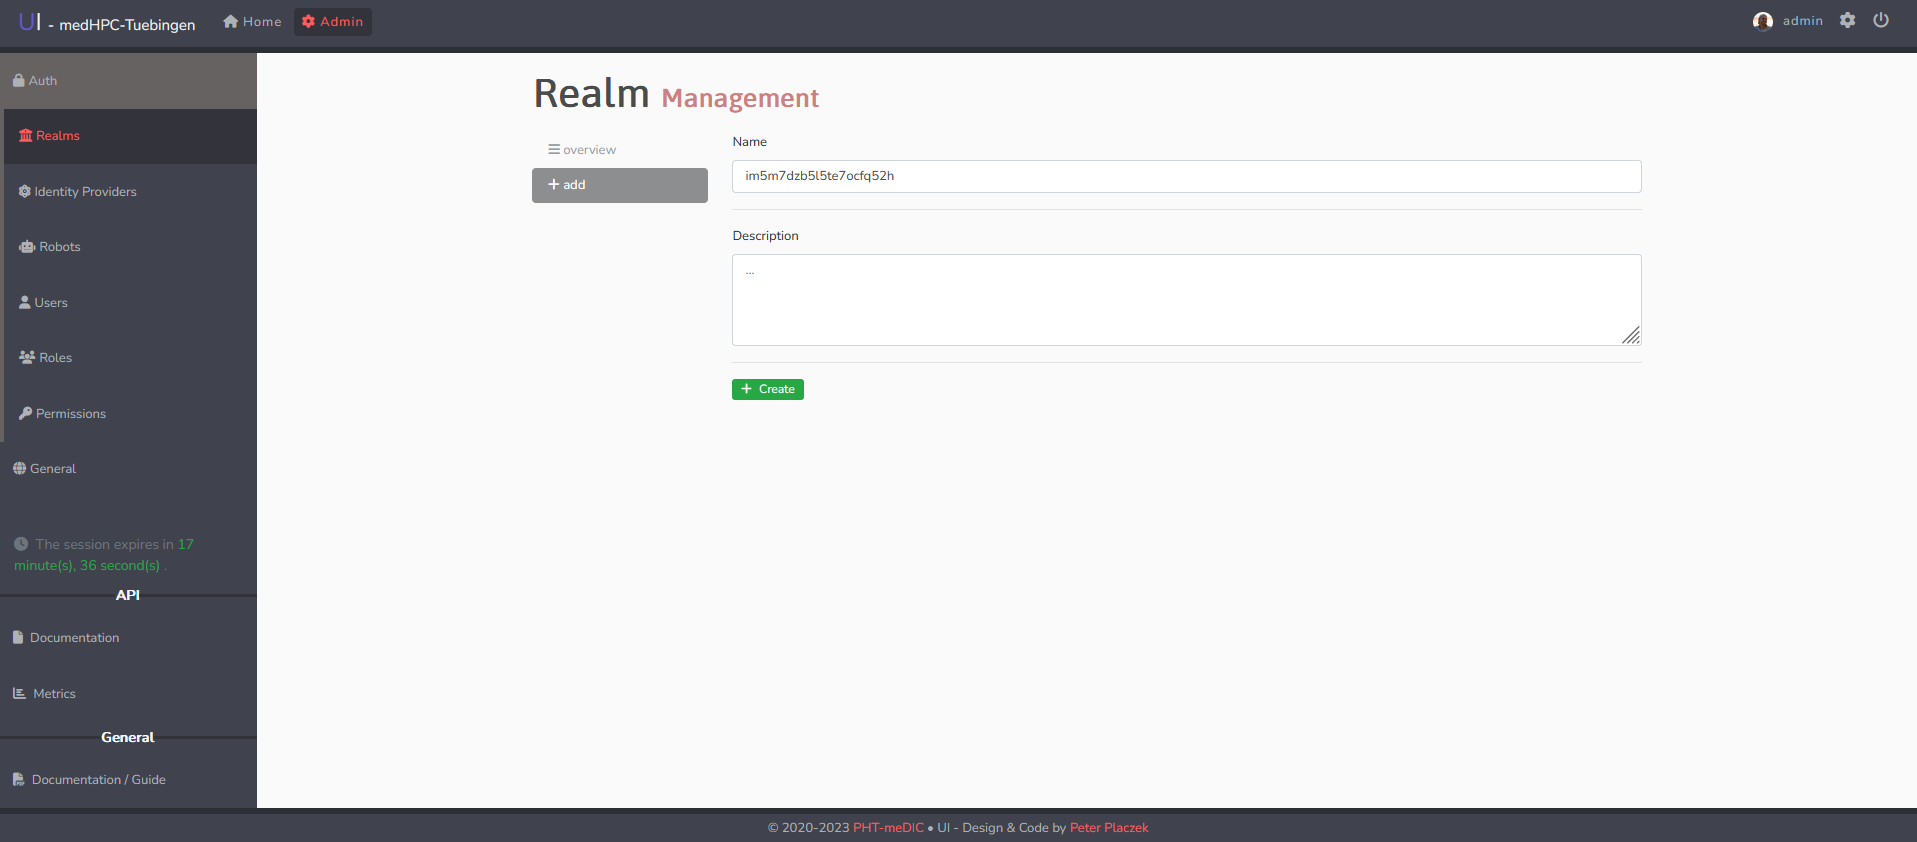 UI - medHPC-Tuebingen Home Admin admin
Auth
Realms
Identity Providers
Robots
Users
Roles
Permissions
General
The session expires in 17
minute(s), 36 second(s) .
API
Documentation
Metrics
General
Documentation / Guide
Realm Management
overview
add
Name
im5m7dzb5l5te7ocfq52h
Description
...
Create
© 2020-2023 PHT-meDIC • UI - Design & Code by Peter Placzek